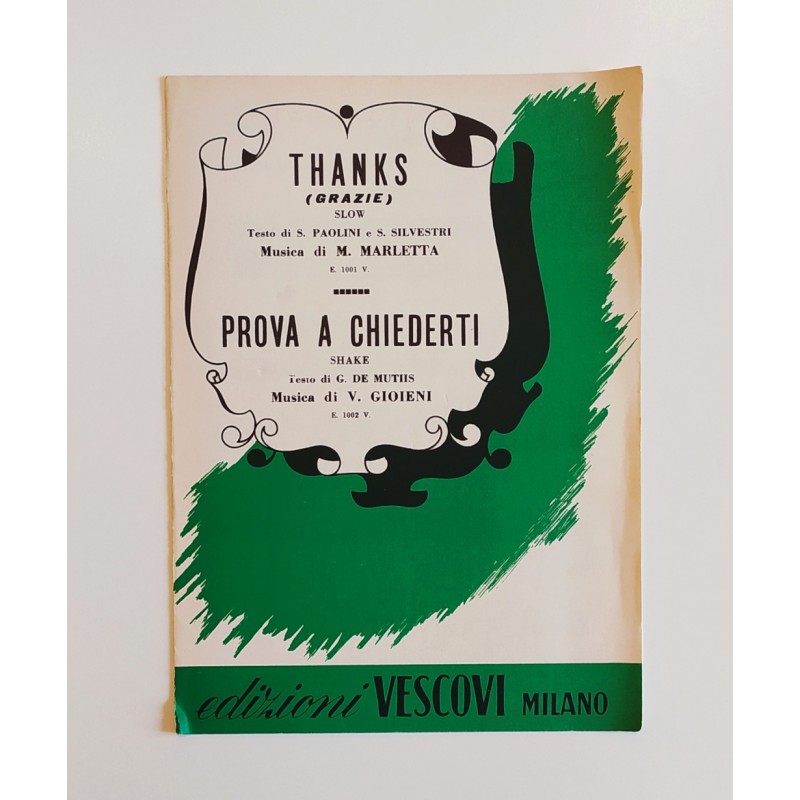 THANKS
(GRAZIE)
SLOW
Testo di S. PAOLINI e S. SILVESTRI
Musica di M. MARLETTA
E. 1001 V.
PROVA A CHIEDERTI
SHAKE
Testo di G. DE MUTIIS
Musica di V. GIOIENI
E. 1002 V.
edizioni VESCOVI MILANO